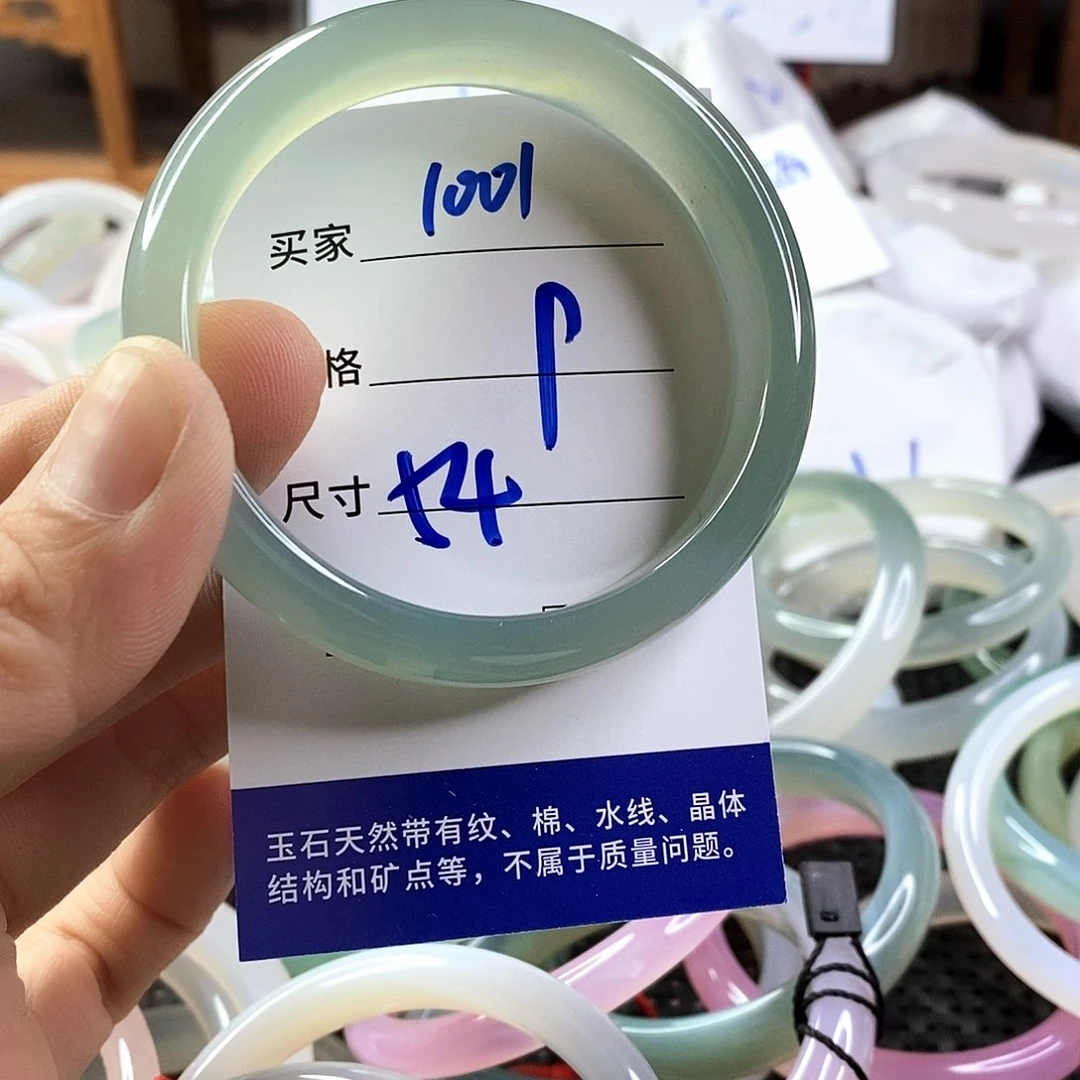 买家 1001
格 P
尺寸 54
玉石天然带有纹、棉、水线、晶体
结构和矿点等，不属于质量问题。